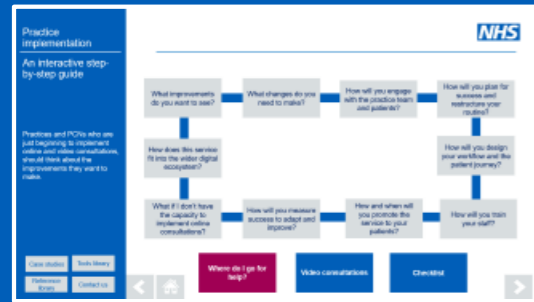 Practice
implementation
An interactive step-
by-step guide
Practices and PCNs who are
just beginning to implement
online and video consultations,
should think about the
improvements they want to
make.
Case studies
Tools library
Reference
library
Contact us
NHS
What improvements
do you want to see?
What changes do you
need to make?
How will you engage
with the practice team
and patients?
How will you plan for
success and
restructure your
routine?
How does this service
fit into the wider digital
ecosystem?
How will you design
your workflow and the
patient journey?
What if I don't have
the capacity to
implement online
consultations?
How will you measure
success to adapt and
improve?
How and when will
you promote the
service to your
patients?
How will you train
your staff?
Where do I go for
help?
Video consultations
Checklist